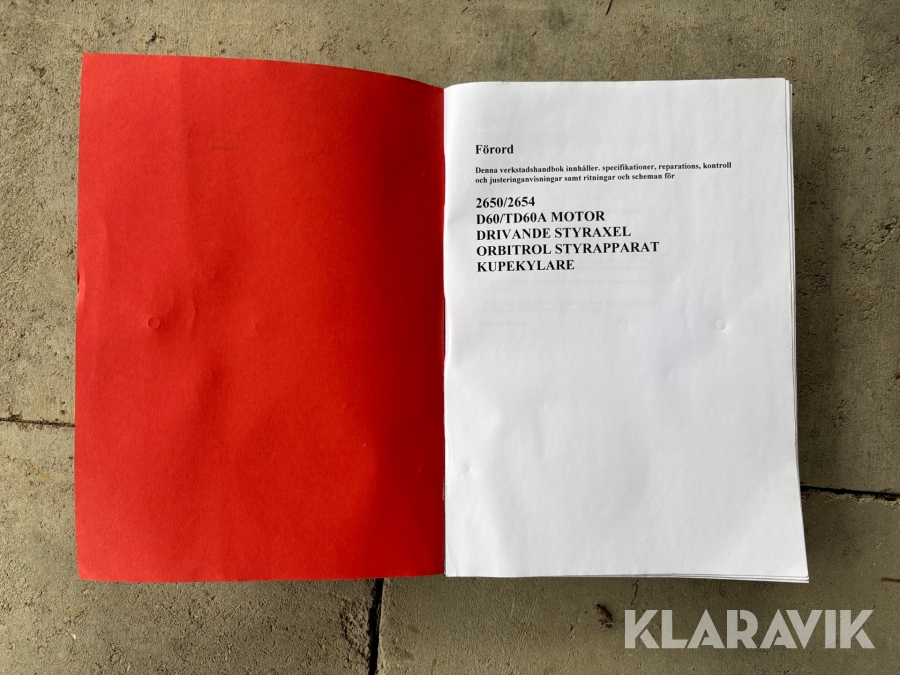 Förord
Denna verkstadshandbok innhåller. specifikationer, reparations, kontroll
och justeringanvisningar samt ritningar och scheman för
2650/2654
D60/TD60A MOTOR
DRIVANDE STYRAXEL
ORBITROL STYRAPPARAT
KUPEKYLARE
KLARAVIK